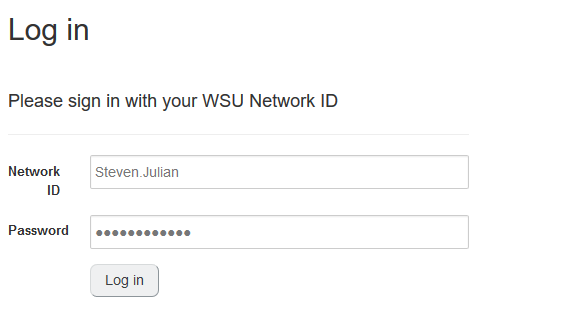 Log in
Please sign in with your WSU Network ID
Network Steven.Julian
ID
Password ●●●●●●●●●●●●
Log in